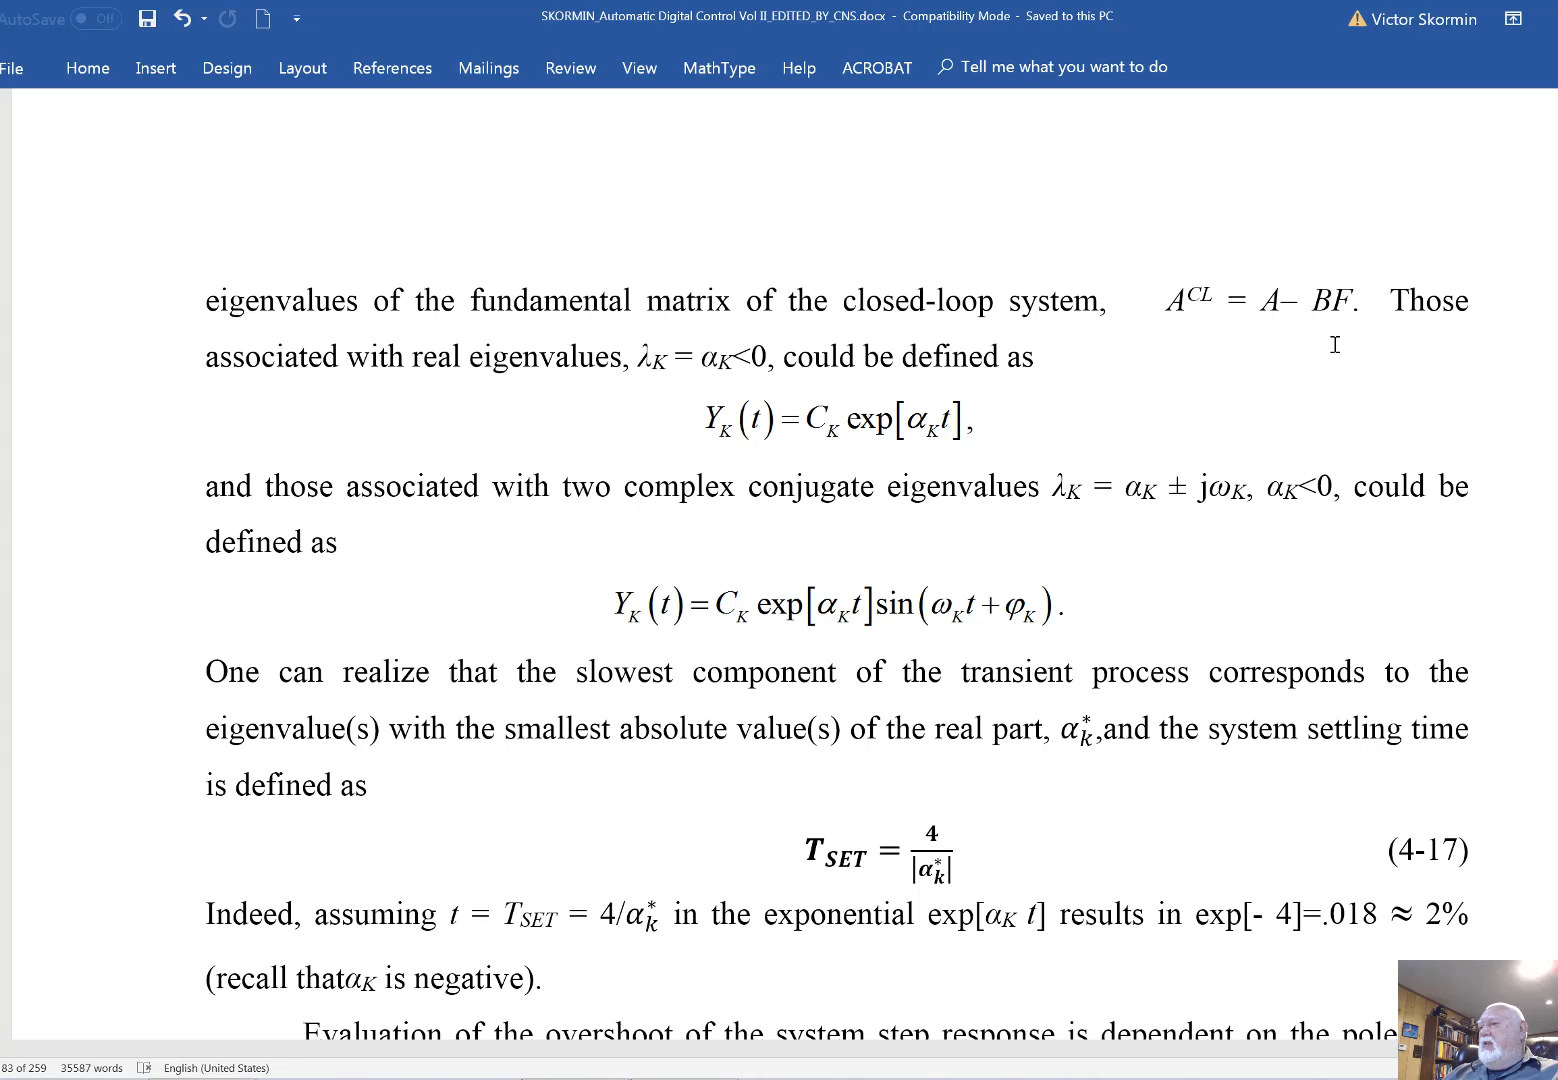 AutoSave Off SKORMIN_Automatic Digital Control Vol II_EDITED_BY_CNS.docx - Compatibility Mode - Saved to this PC Victor Skormin
File Home Insert Design Layout References Mailings Review View MathType Help ACROBAT Tell me what you want to do
eigenvalues of the fundamental matrix of the closed-loop system, A^CL = A– BF. Those
associated with real eigenvalues, λ_K = α_K<0, could be defined as
Y_K(t) = C_K exp[α_K t],
and those associated with two complex conjugate eigenvalues λ_K = α_K ± jω_K, α_K<0, could be
defined as
Y_K(t) = C_K exp[α_K t]sin(ω_K t + φ_K).
One can realize that the slowest component of the transient process corresponds to the
eigenvalue(s) with the smallest absolute value(s) of the real part, α_k^*,and the system settling time
is defined as
T_SET = 4/|α_k^*| (4-17)
Indeed, assuming t = T_SET = 4/α_k^* in the exponential exp[α_K t] results in exp[- 4]=.018 ≈ 2%
(recall thatα_K is negative).
Evaluation of the overshoot of the system step response is dependent on the pole
83 of 259 35587 words English (United States)